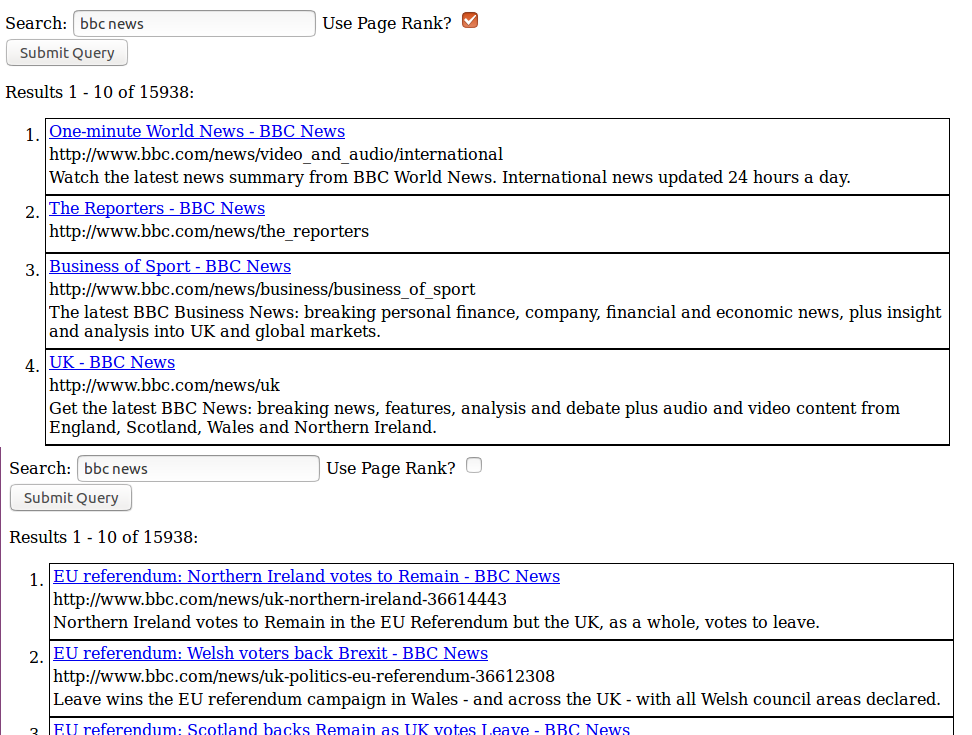 Search: bbc news Use Page Rank?
Submit Query
Results 1 - 10 of 15938:
1. One-minute World News - BBC News
http://www.bbc.com/news/video_and_audio/international
Watch the latest news summary from BBC World News. International news updated 24 hours a day.
2. The Reporters - BBC News
http://www.bbc.com/news/the_reporters
3. Business of Sport - BBC News
http://www.bbc.com/news/business/business_of_sport
The latest BBC Business News: breaking personal finance, company, financial and economic news, plus insight
and analysis into UK and global markets.
4. UK - BBC News
http://www.bbc.com/news/uk
Get the latest BBC News: breaking news, features, analysis and debate plus audio and video content from
England, Scotland, Wales and Northern Ireland.
Search: bbc news Use Page Rank?
Submit Query
Results 1 - 10 of 15938:
1. EU referendum: Northern Ireland votes to Remain - BBC News
http://www.bbc.com/news/uk-northern-ireland-36614443
Northern Ireland votes to Remain in the EU Referendum but the UK, as a whole, votes to leave.
2. EU referendum: Welsh voters back Brexit - BBC News
http://www.bbc.com/news/uk-politics-eu-referendum-36612308
Leave wins the EU referendum campaign in Wales - and across the UK - with all Welsh council areas declared.
3. EU referendum: Scotland backs Remain as UK votes Leave - BBC News